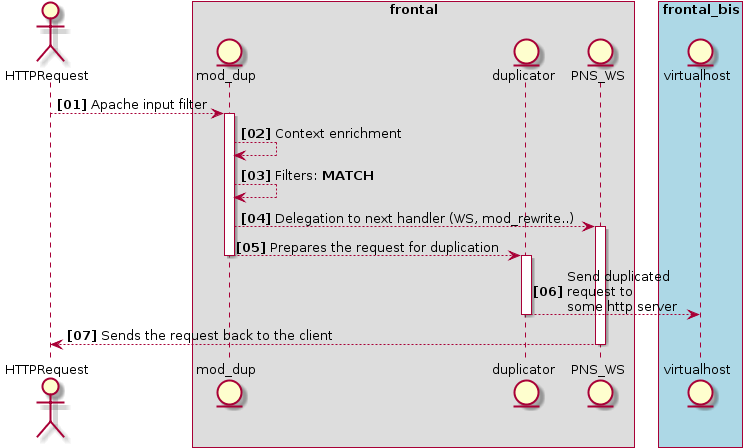 frontal
frontal_bis
HTTPRequest
mod_dup
duplicator
PNS_WS
virtualhost
[01] Apache input filter
[02] Context enrichment
[03] Filters: MATCH
[04] Delegation to next handler (WS, mod_rewrite..)
[05] Prepares the request for duplication
[06] Send duplicated
request to
some http server
[07] Sends the request back to the client
HTTPRequest
mod_dup
duplicator
PNS_WS
virtualhost